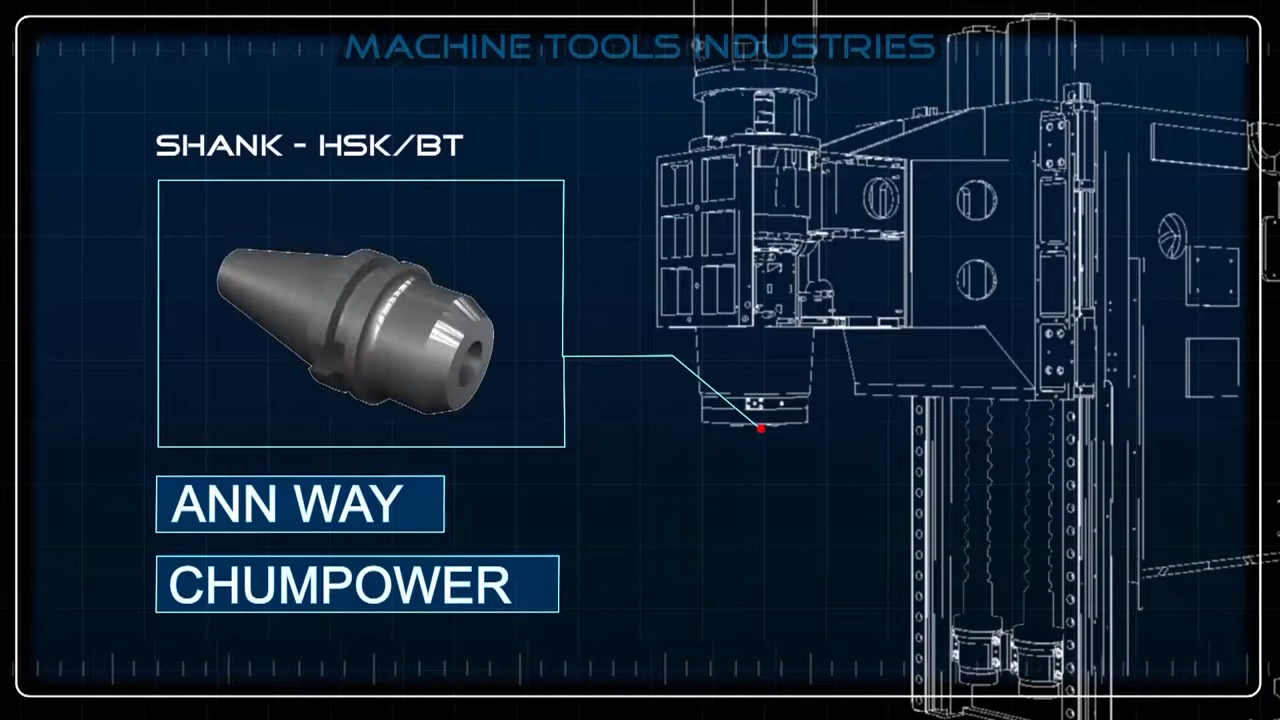 MACHINE TOOLS INDUSTRIES
SHANK - HSK/BT
ANN WAY
CHUMPOWER